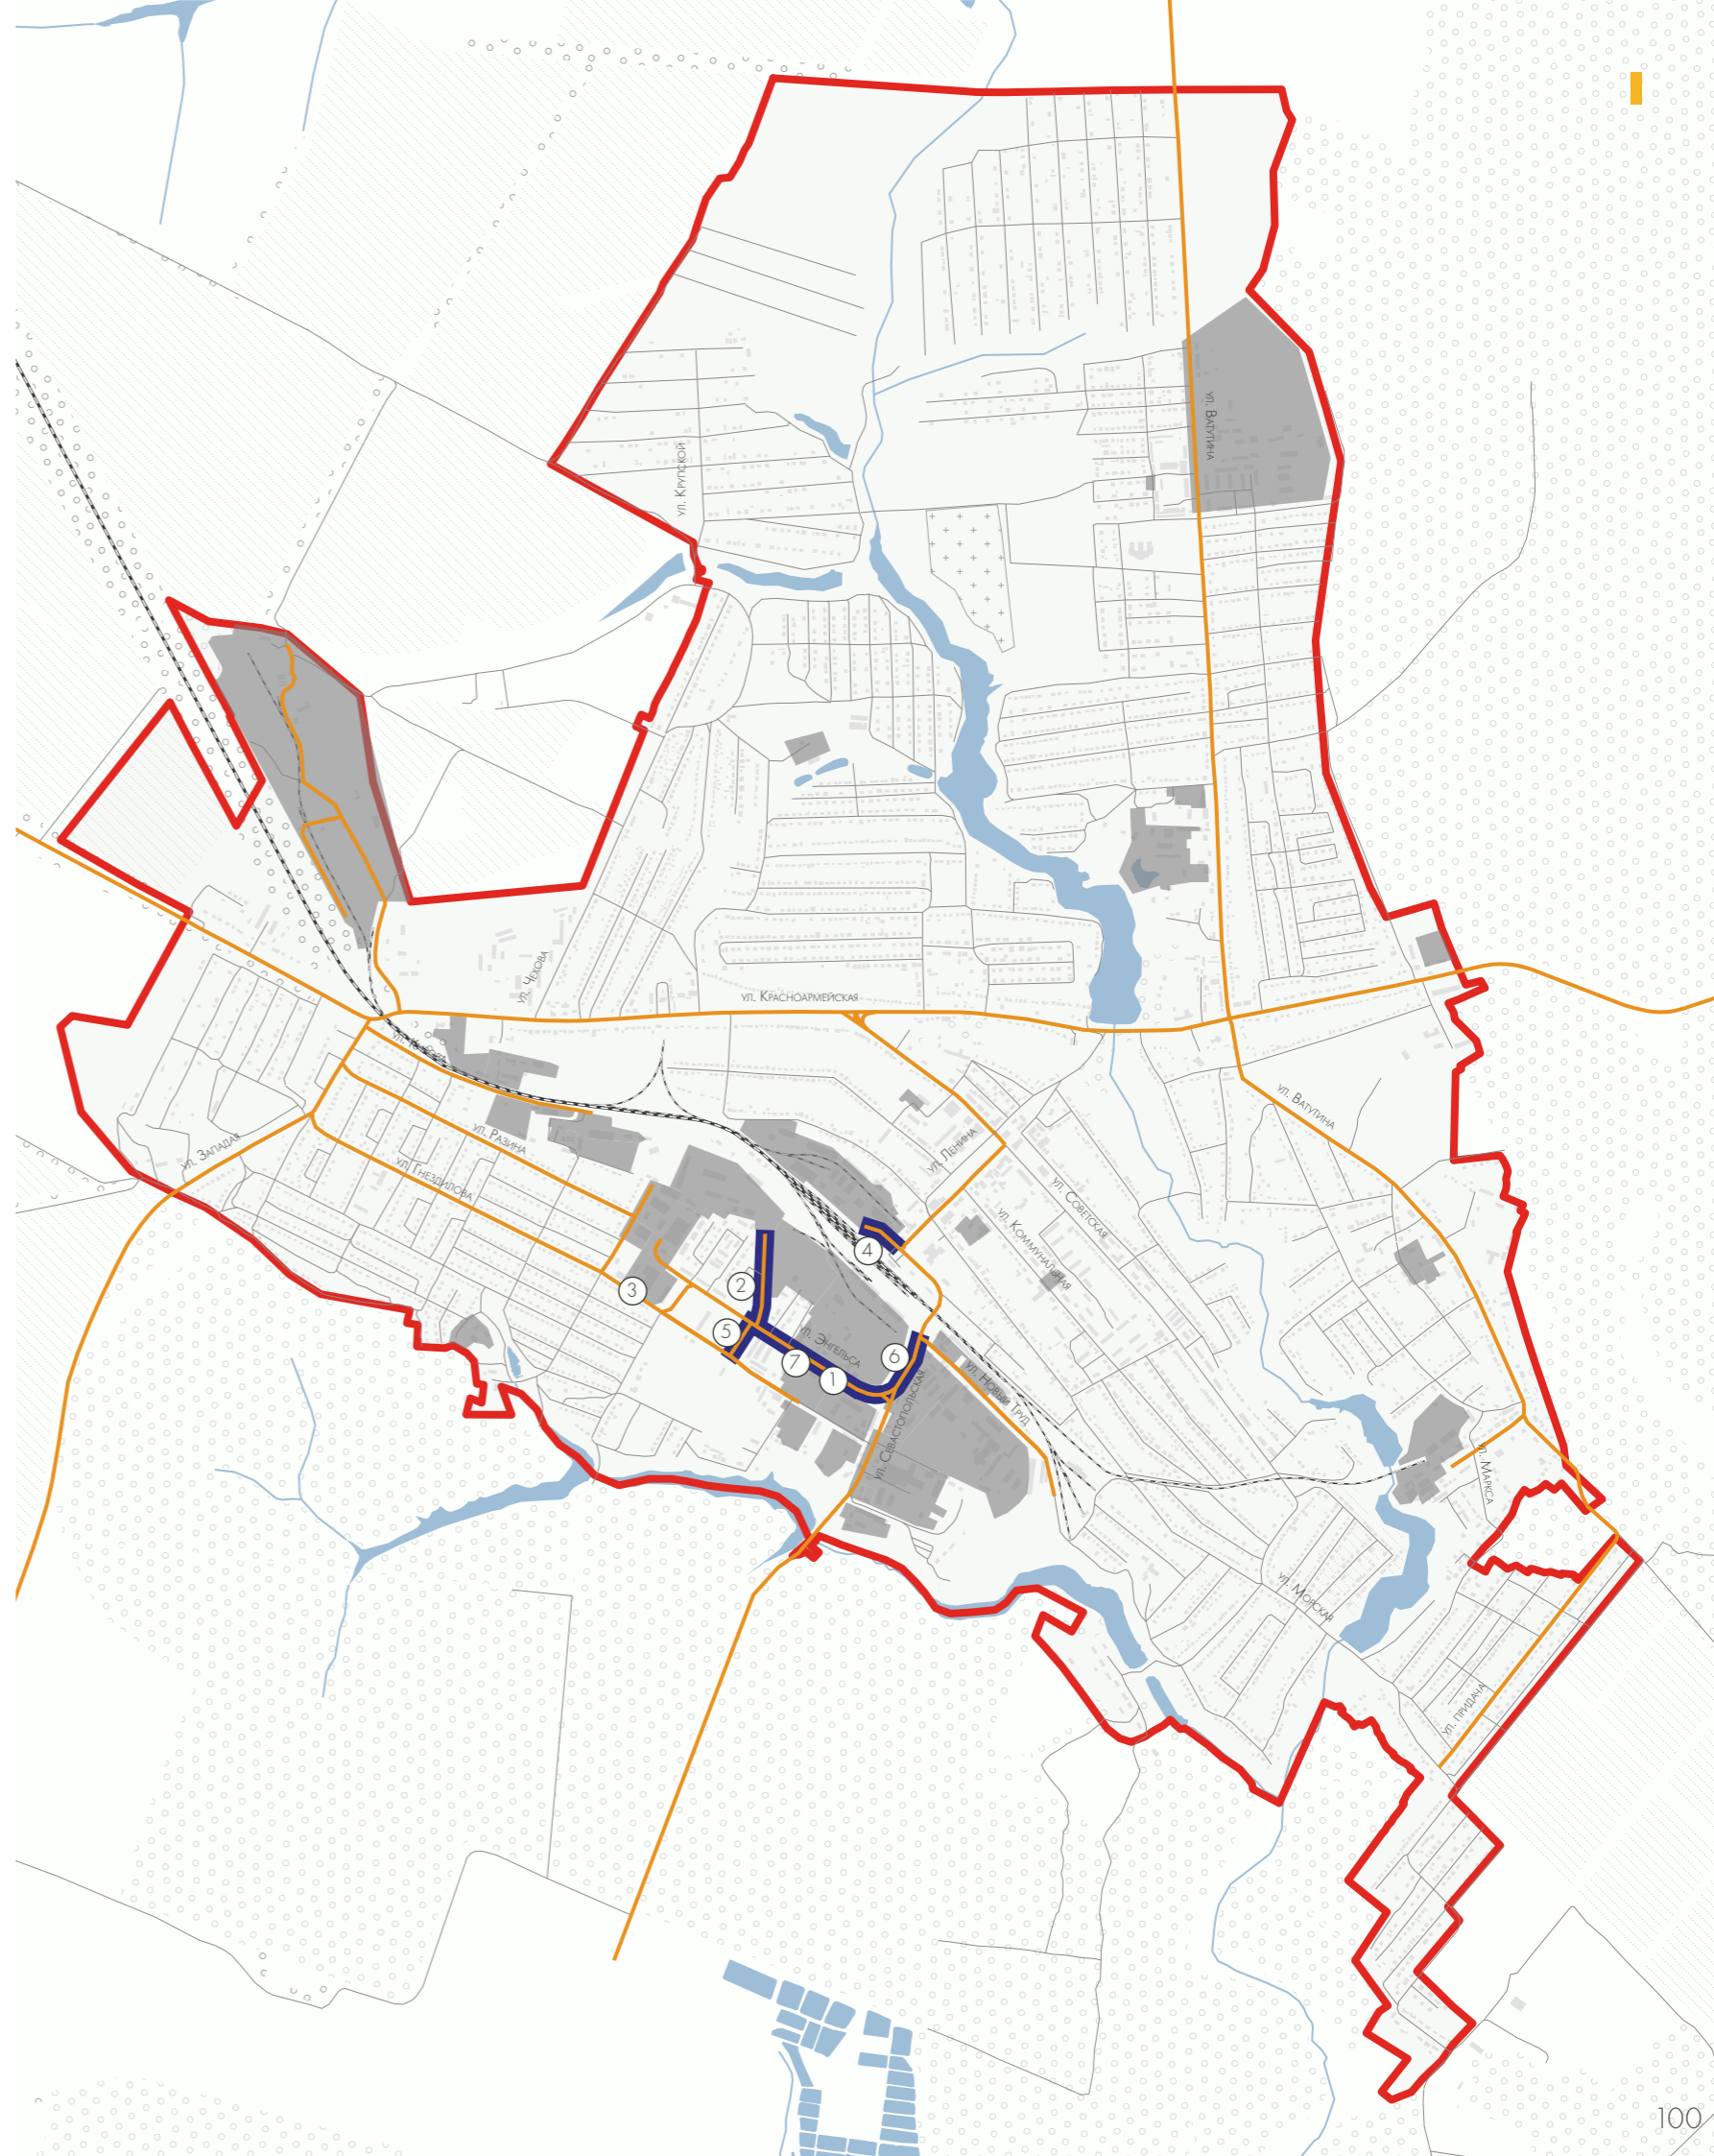 ул. Ватутина
ул. Крупской
ул. Чехова
ул. Красноармейская
ул. Ватутина
ул. Разина
ул. Ленина
ул. Западая
ул. Гнездилова
ул. Советская
ул. Коммунальная
4
2
3
5
ул. Энгельса
6
7
1
ул. Новый Труд
ул. Севастопольская
ул. Маркса
ул. Морская
ул. придача
100